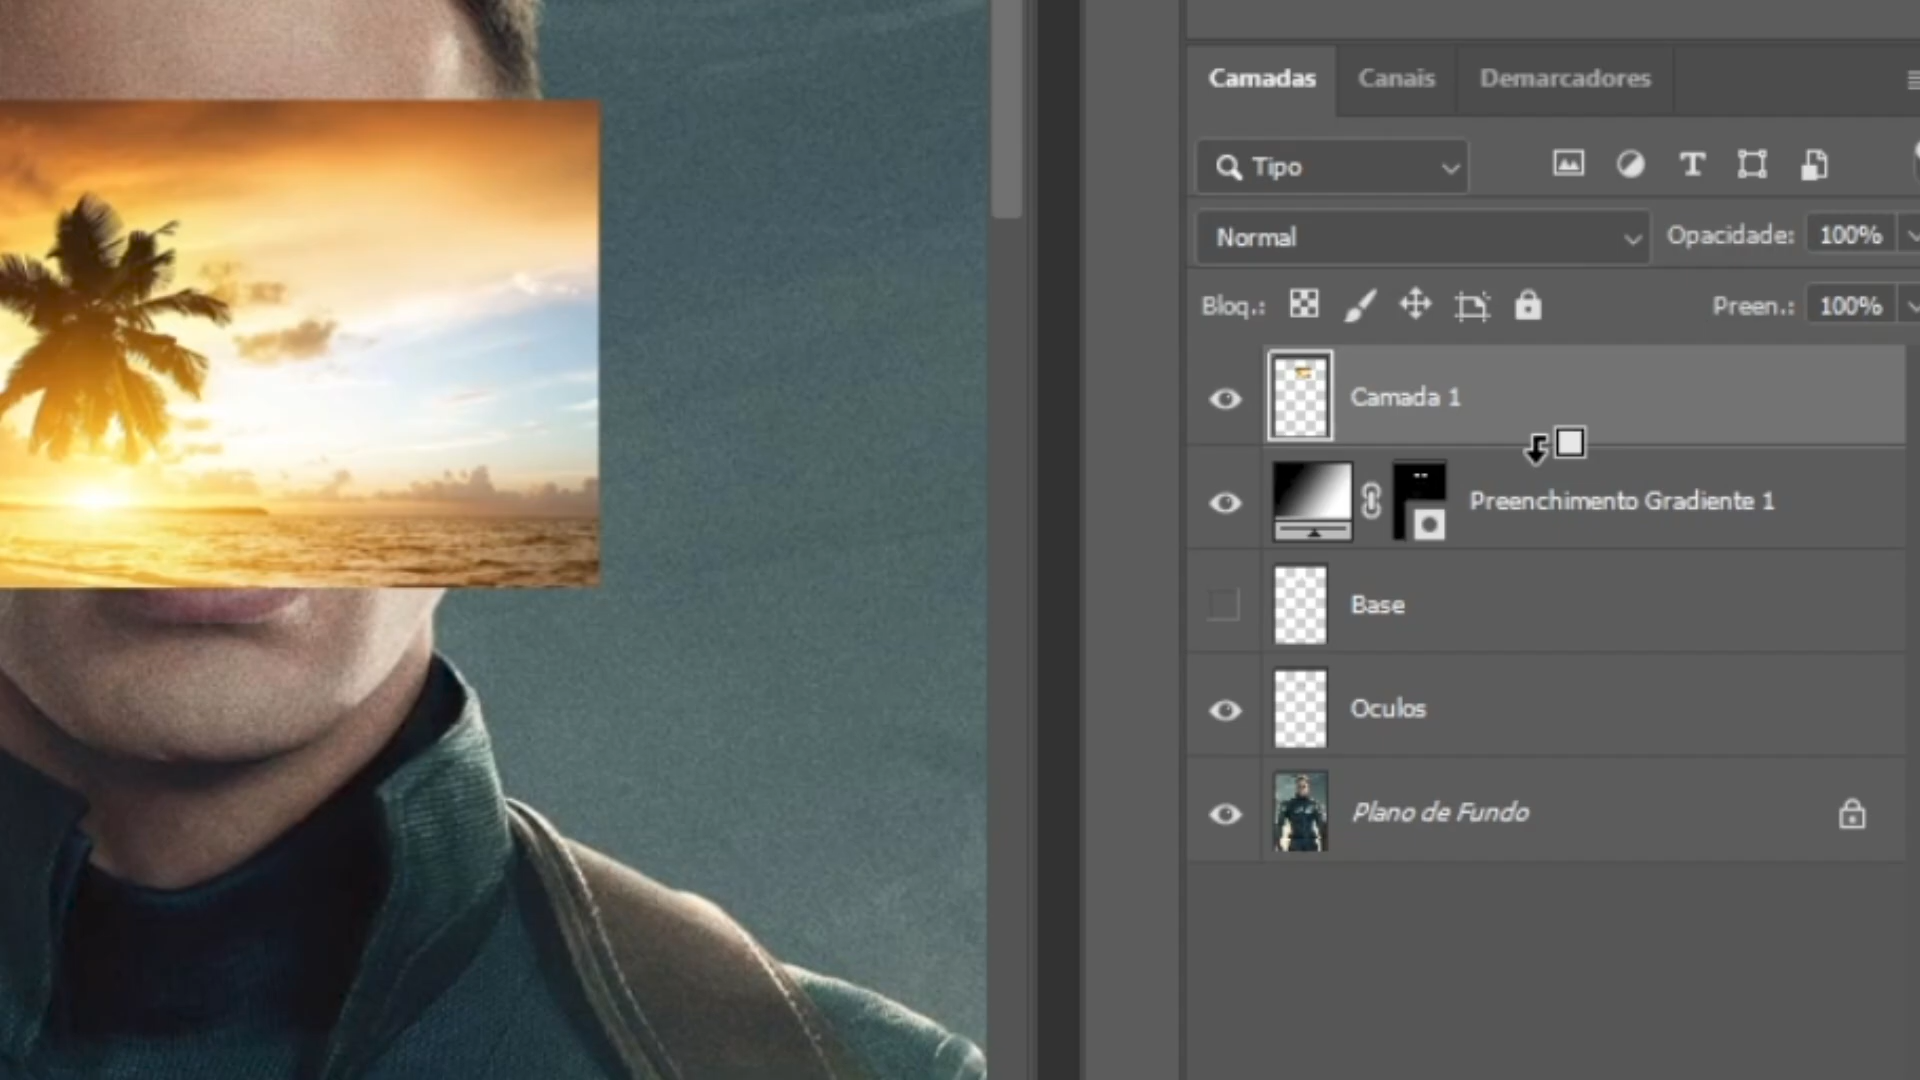 Camadas Canais Demarcadores
Tipo
Normal Opacidade: 100%
Bloq.: Preen.: 100%
Camada 1
Preenchimento Gradiente 1
Base
Oculos
Plano de Fundo